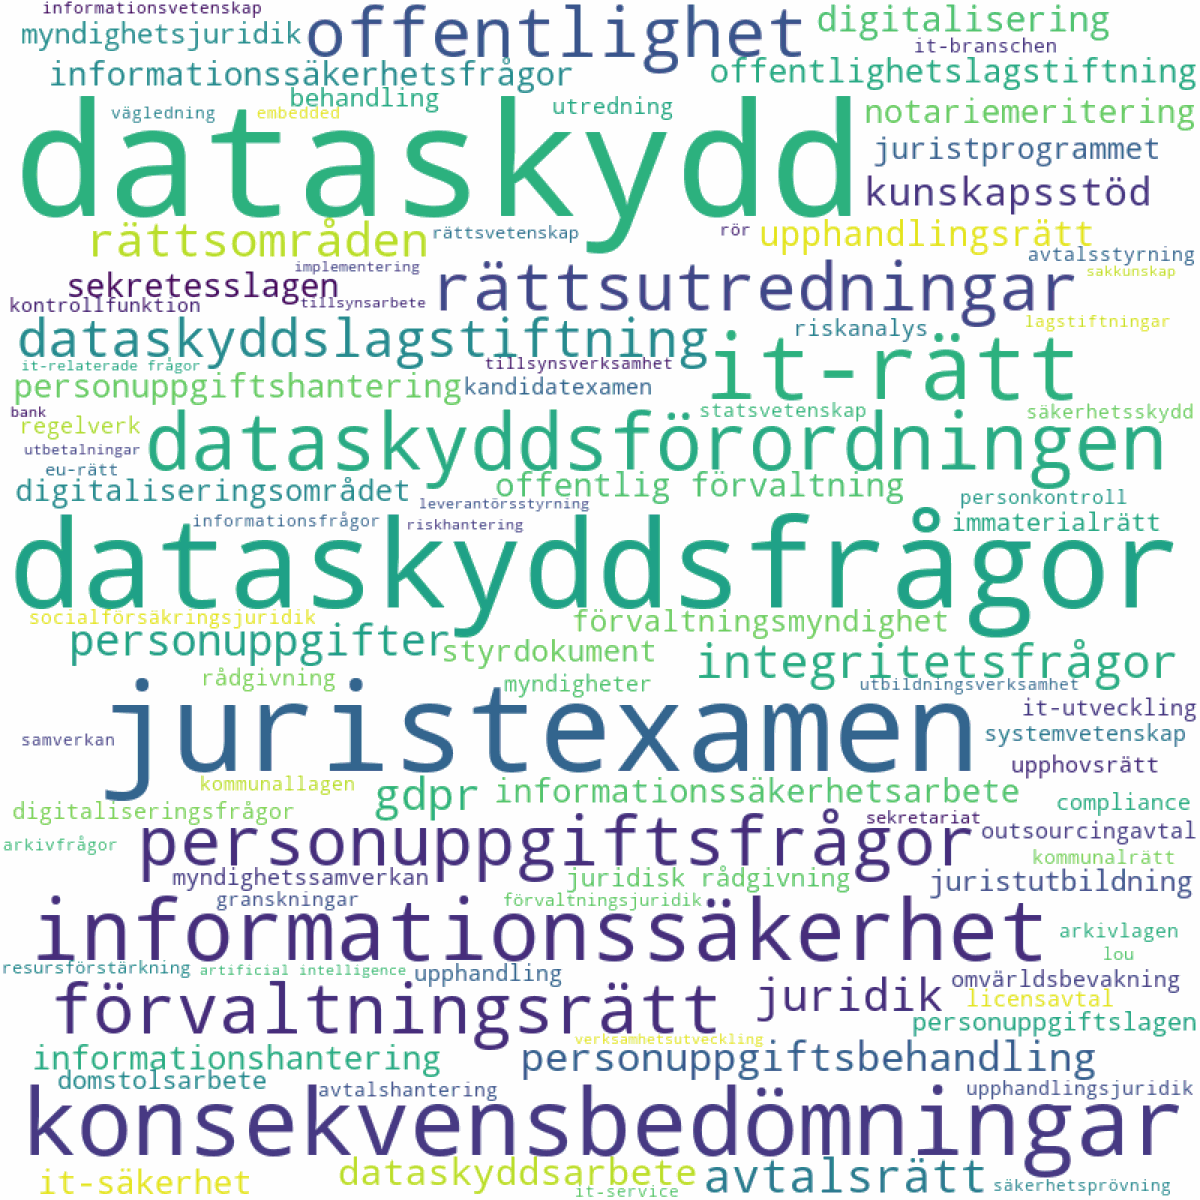 informationsvetenskap
offentlighet
digitalisering
myndighetsjuridik
it-branschen
informationssäkerhetsfrågor
offentlighetslagstiftning
behandling
utredning
notariemeritering
vägledning
embedded
dataskydd
juristprogrammet
kunskapsstöd
rättsområden
rättsvetenskap
rör
upphandlingsrätt
avtalsstyrning
implementering
sakkunskap
sekretesslagen
rättsutredningar
kontrollfunktion
tillsynsarbete
dataskyddslagstiftning
riskanalys
lagstiftningar
it-relaterade frågor
tillsynsverksamhet
it-rätt
personuppgiftshantering
kandidatexamen
bank
statsvetenskap
säkerhetsskydd
regelverk
dataskyddsförordningen
utbetalningar
eu-rätt
digitaliseringsområdet
offentlig förvaltning
leverantörsstyrning
personkontroll
informationsfrågor
riskhantering
immaterialrätt
dataskyddsfrågor
socialförsäkringsjuridik
förvaltningsmyndighet
personuppgifter
styrdokument
integritetsfrågor
rådgivning
myndigheter
utbildningsverksamhet
juristexamen
it-utveckling
samverkan
systemvetenskap
upphovsrätt
kommunallagen
gdpr
informationssäkerhetsarbete
compliance
digitaliseringsfrågor
sekretariat
personuppgiftsfrågor
outsourcingavtal
arkivfrågor
kommunalrätt
myndighetssamverkan
juridisk rådgivning
juristutbildning
granskningar
förvaltningsjuridik
informationssäkerhet
arkivlagen
lou
resursförstärkning
artificial intelligence
upphandling
omvärldsbevakning
förvaltningsrätt
juridik
licensavtal
personuppgiftslagen
verksamhetsutveckling
informationshantering
personuppgiftsbehandling
domstolsarbete
avtalshantering
upphandlingsjuridik
konsekvensbedömningar
it-säkerhet
dataskyddsarbete
avtalsrätt
it-service
säkerhetsprövning